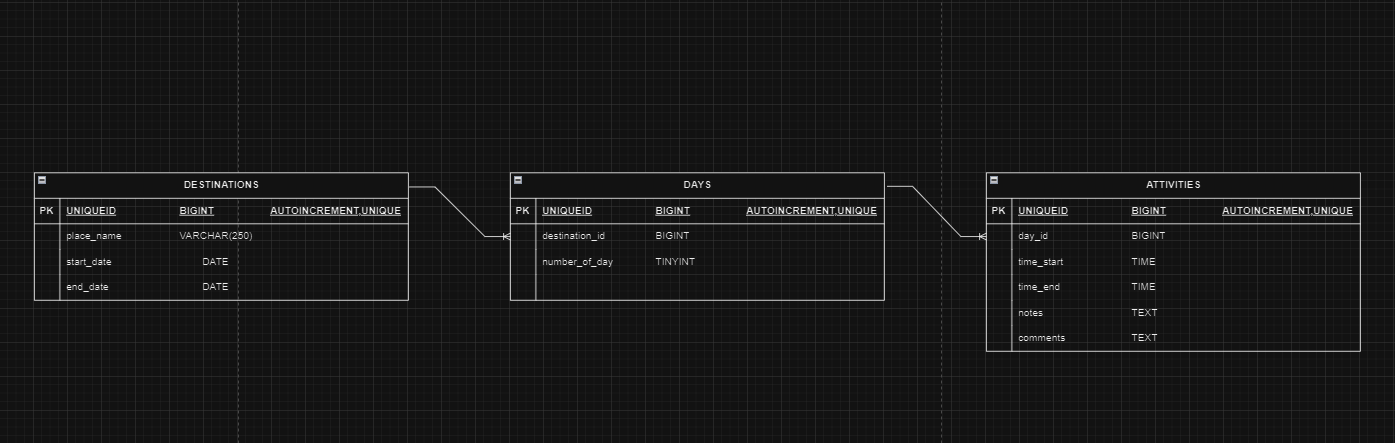 DESTINATIONS
PK UNIQUEID BIGINT AUTOINCREMENT,UNIQUE
place_name VARCHAR(250)
start_date DATE
end_date DATE
DAYS
PK UNIQUEID BIGINT AUTOINCREMENT,UNIQUE
destination_id BIGINT
number_of_day TINYINT
ATTIVITIES
PK UNIQUEID BIGINT AUTOINCREMENT,UNIQUE
day_id BIGINT
time_start TIME
time_end TIME
notes TEXT
comments TEXT